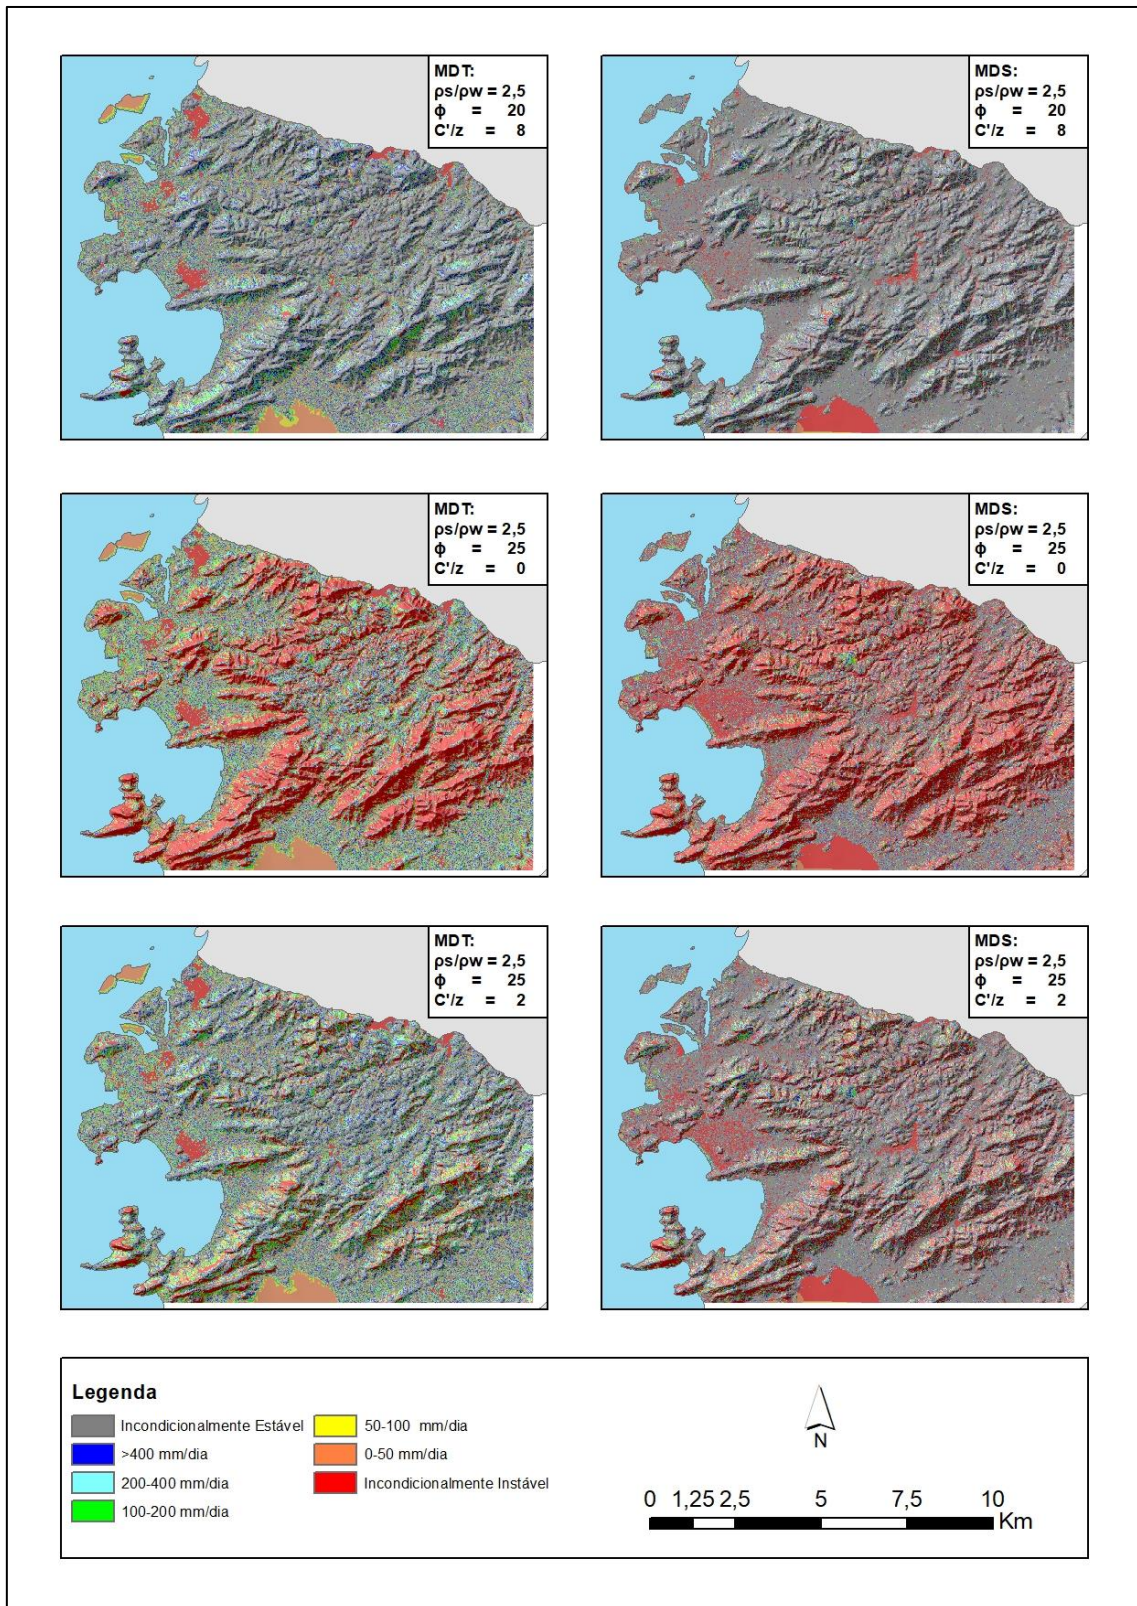 MDT:
ρs/ρw = 2,5
ϕ = 20
C'/z = 8
MDS:
ρs/ρw = 2,5
ϕ = 20
C'/z = 8
MDT:
ρs/ρw = 2,5
ϕ = 25
C'/z = 0
MDS:
ρs/ρw = 2,5
ϕ = 25
C'/z = 0
MDT:
ρs/ρw = 2,5
ϕ = 25
C'/z = 2
MDS:
ρs/ρw = 2,5
ϕ = 25
C'/z = 2
Legenda
Incondicionalmente Estável
>400 mm/dia
200-400 mm/dia
100-200 mm/dia
50-100 mm/dia
0-50 mm/dia
Incondicionalmente Instável
N
0 1,25 2,5 5 7,5 10
Km